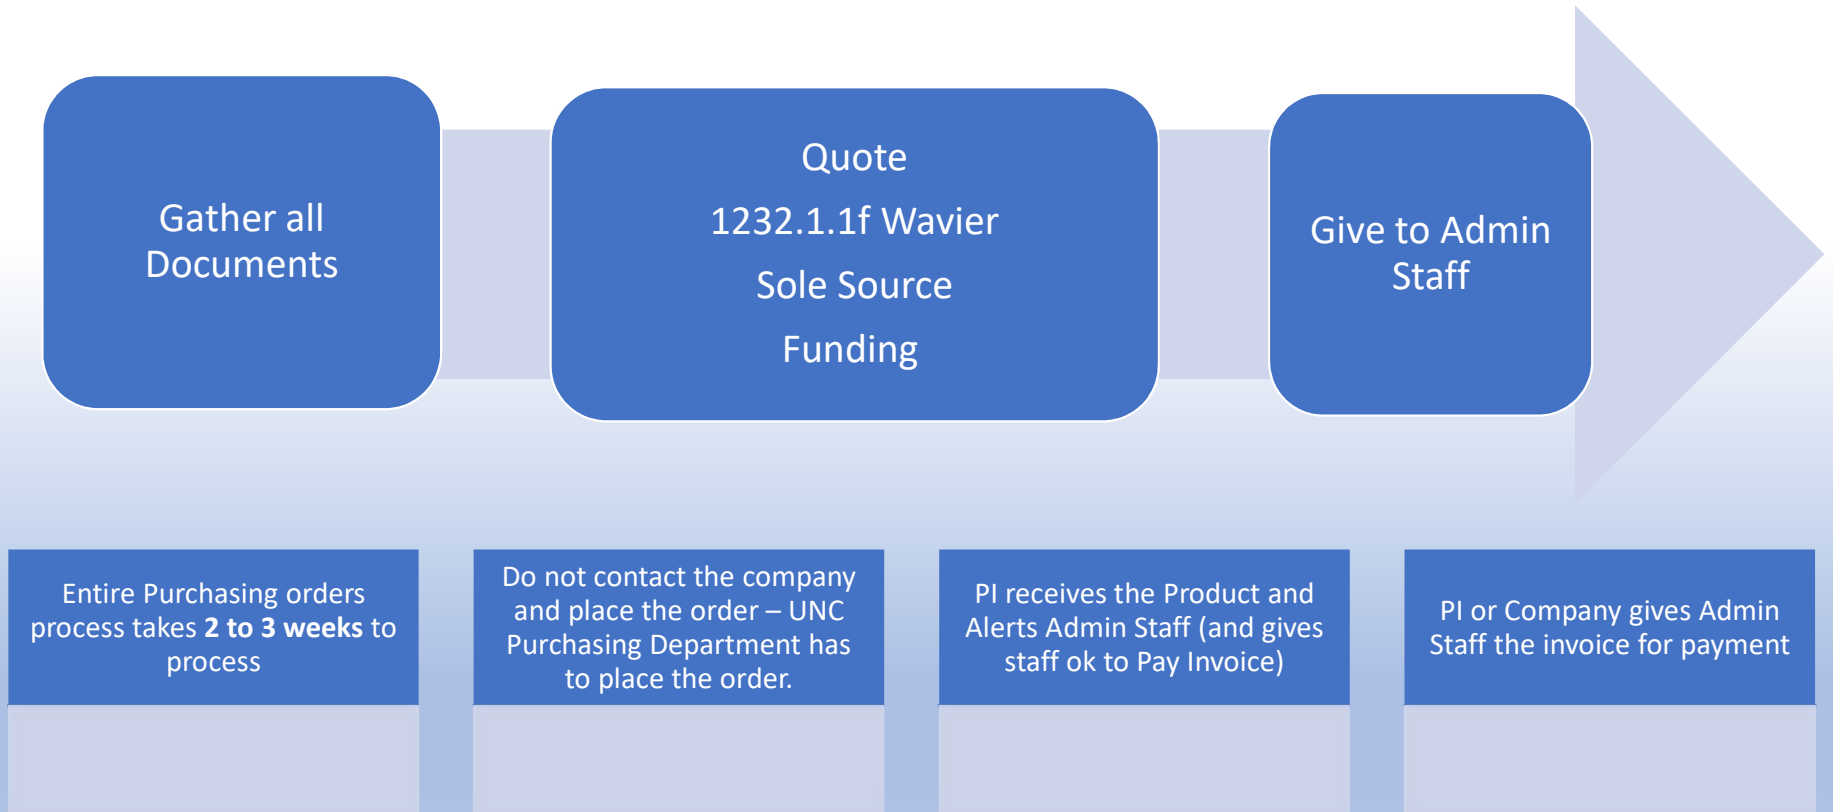 Gather all
Documents
Quote
1232.1.1f Wavier
Sole Source
Funding
Give to Admin
Staff
Entire Purchasing orders
process takes 2 to 3 weeks to
process
Do not contact the company
and place the order – UNC
Purchasing Department has
to place the order.
PI receives the Product and
Alerts Admin Staff (and gives
staff ok to Pay Invoice)
PI or Company gives Admin
Staff the invoice for payment